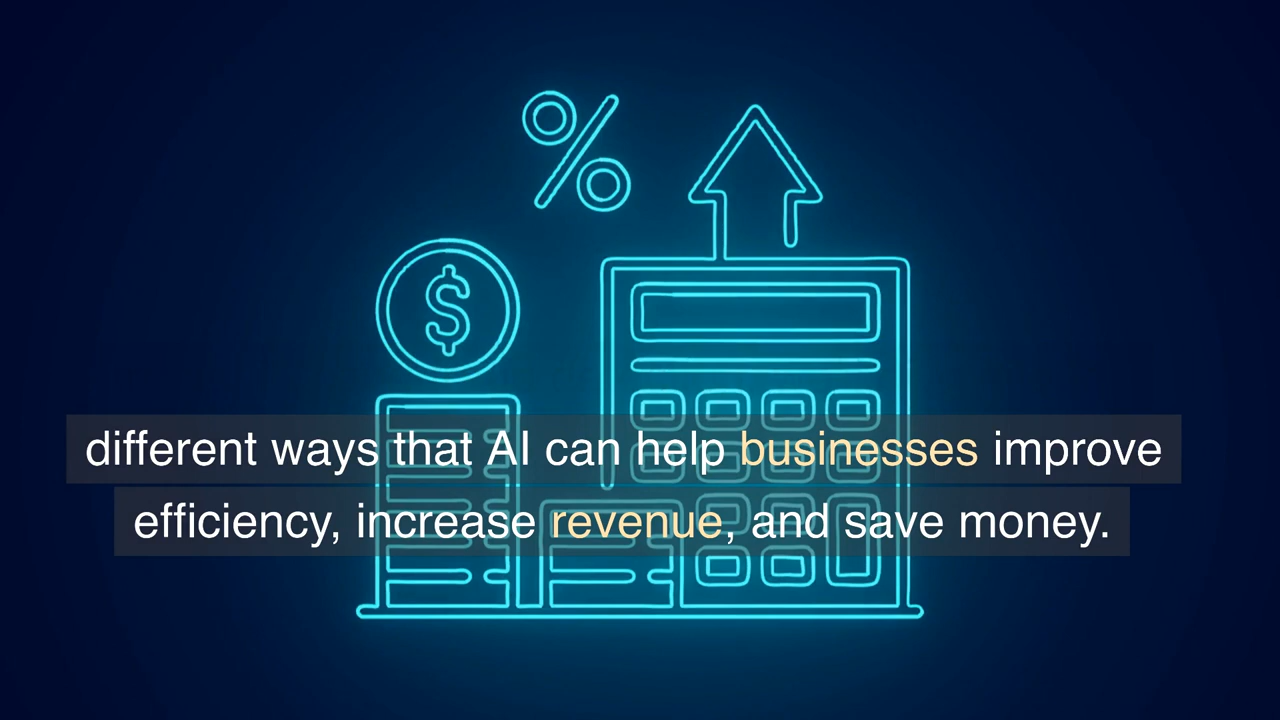 %
$
different ways that AI can help businesses improve
efficiency, increase revenue, and save money.